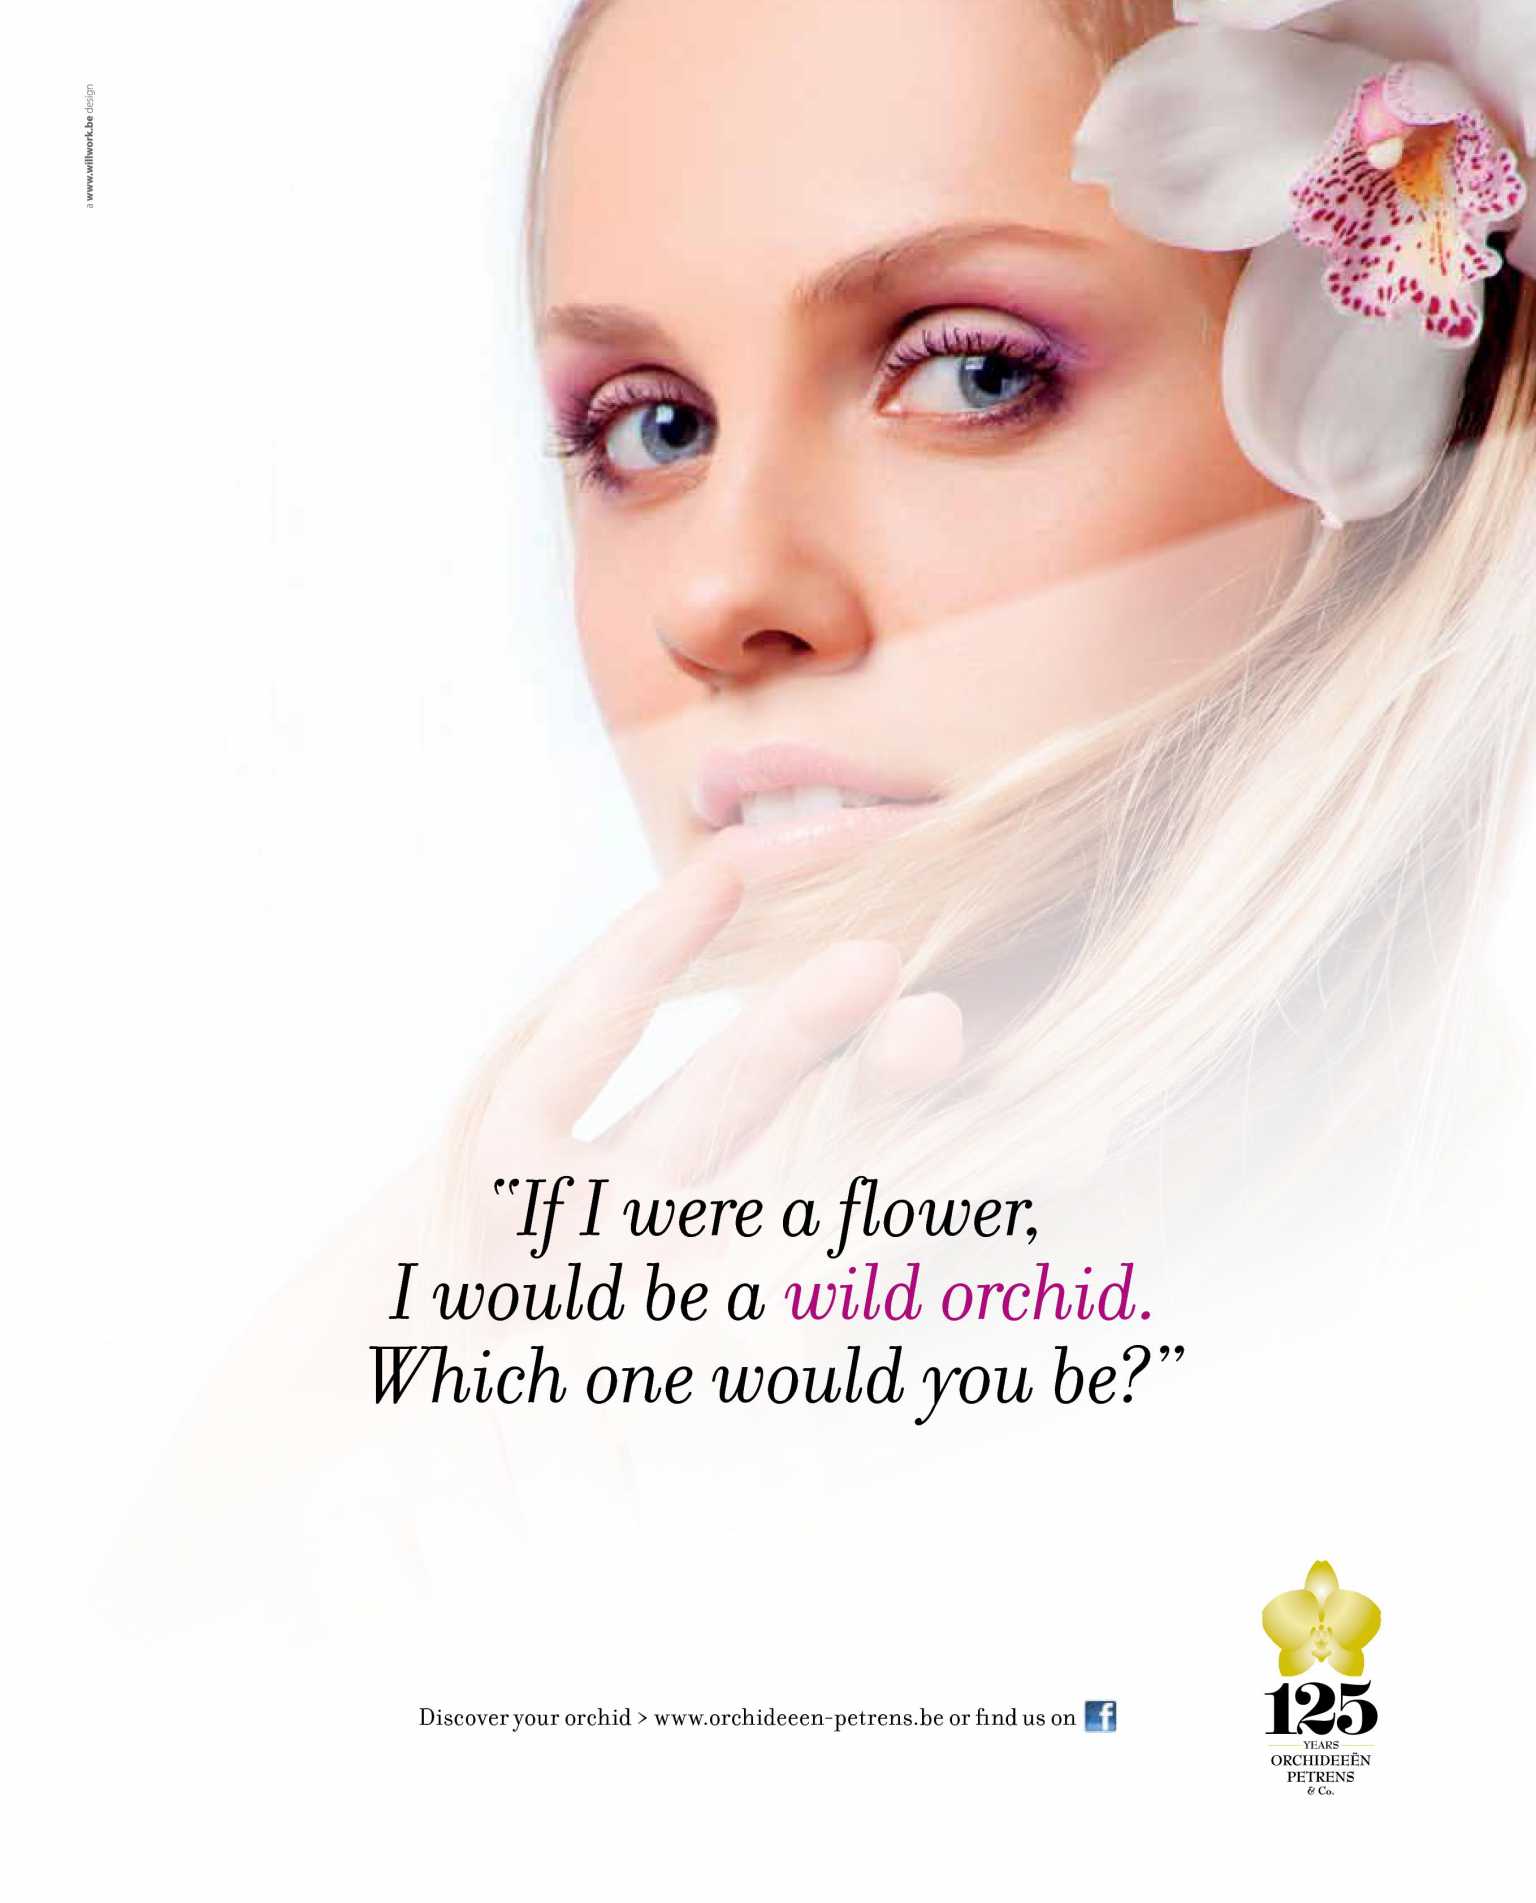 a www.willwork.be design
“If I were a flower,
I would be a wild orchid.
Which one would you be?”
Discover your orchid > www.orchideeen-petrens.be or find us on f
125
YEARS
ORCHIDEEËN
PETRENS
& Co.